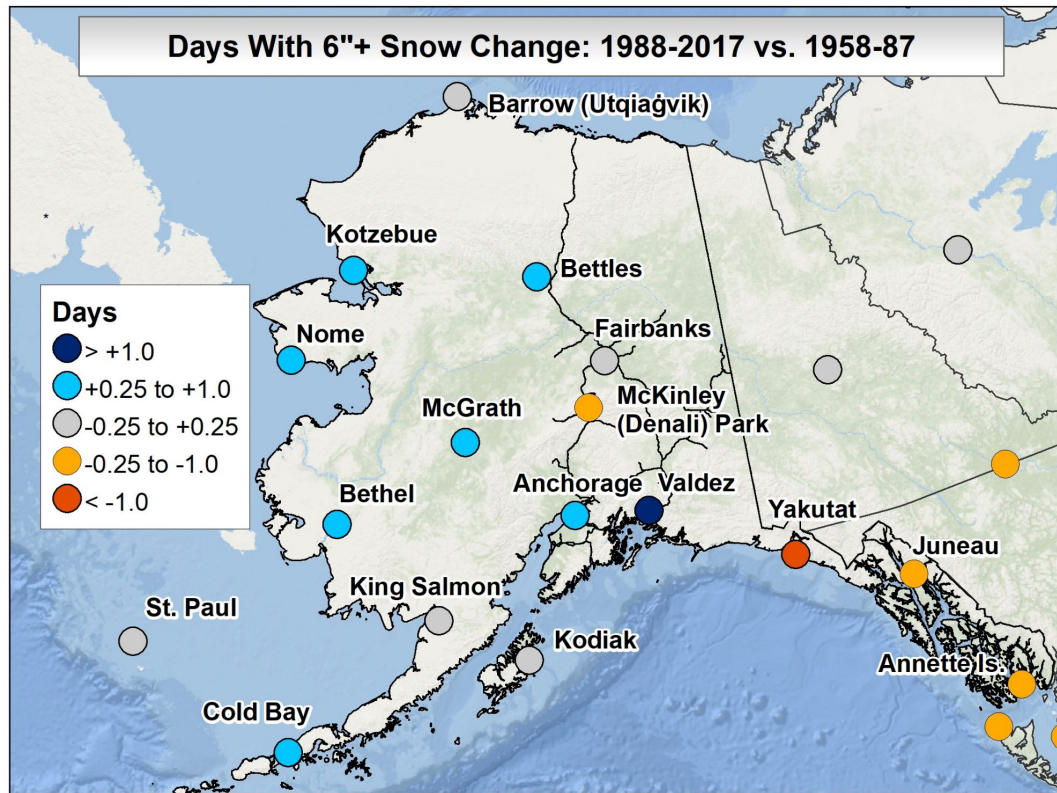 Days With 6"+ Snow Change: 1988-2017 vs. 1958-87
Barrow (Utqiaġvik)
Kotzebue
Bettles
Days
> +1.0
+0.25 to +1.0
-0.25 to +0.25
-0.25 to -1.0
< -1.0
Nome
Fairbanks
McKinley
(Denali) Park
McGrath
Bethel
Anchorage
Valdez
Yakutat
Juneau
King Salmon
St. Paul
Kodiak
Annette Is.
Cold Bay